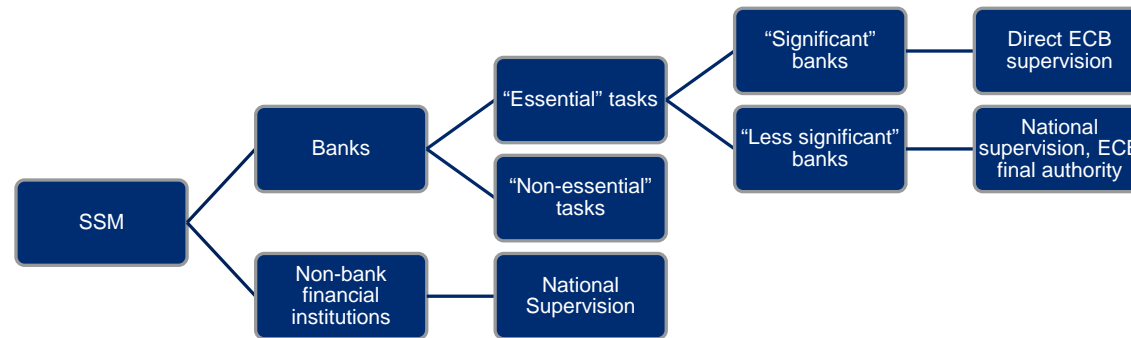 SSM
Banks
Non-bank
financial
institutions
“Essential” tasks
“Non-essential”
tasks
National
Supervision
“Significant”
banks
“Less significant”
banks
Direct ECB
supervision
National
supervision, ECB
final authority